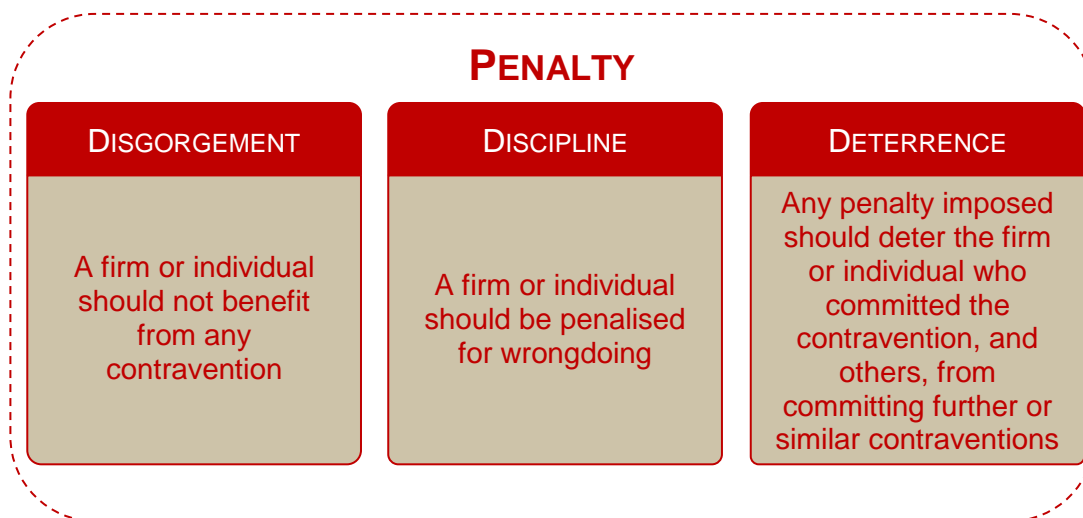 PENALTY
DISGORGEMENT
A firm or individual
should not benefit
from any
contravention
DISCIPLINE
A firm or individual
should be penalised
for wrongdoing
DETERRENCE
Any penalty imposed
should deter the firm
or individual who
committed the
contravention, and
others, from
committing further or
similar contraventions